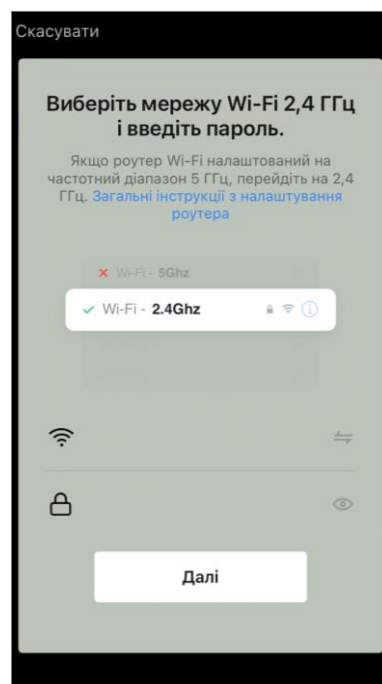 Скасувати
Виберіть мережу Wi-Fi 2,4 ГГц
і введіть пароль.
Якщо роутер Wi-Fi налаштований на
частотний діапазон 5 ГГц, перейдіть на 2,4
ГГц. Загальні інструкції з налаштування
роутера
Wi-Fi - 5Ghz
Wi-Fi - 2.4Ghz
Далі